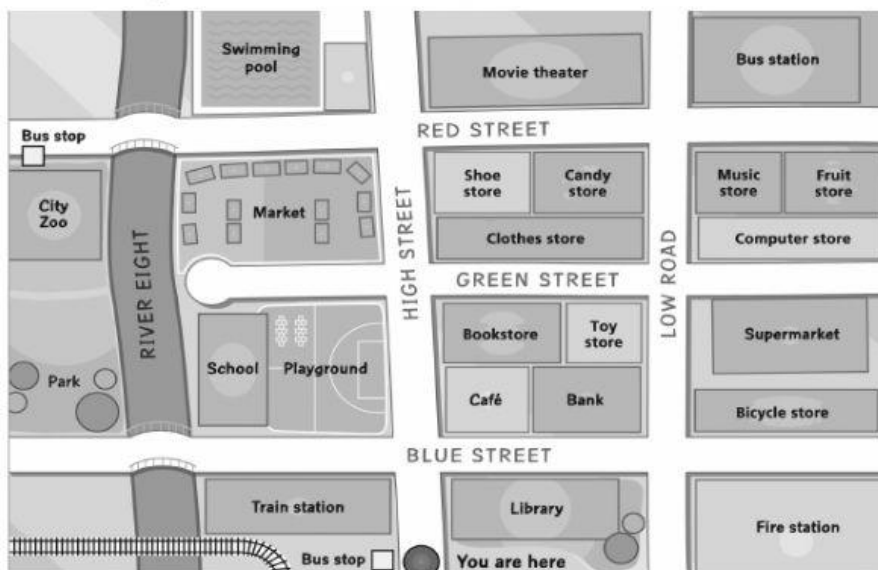 Swimming
pool
Movie theater
Bus station
Bus stop
RED STREET
City
Zoo
Market
Shoe
store
Candy
store
Music
store
Fruit
store
Clothes store
Computer store
RIVER EIGHT
HIGH STREET
GREEN STREET
LOW ROAD
Park
School
Playground
Bookstore
Toy
store
Supermarket
Café
Bank
Bicycle store
BLUE STREET
Train station
Library
Fire station
Bus stop
You are here